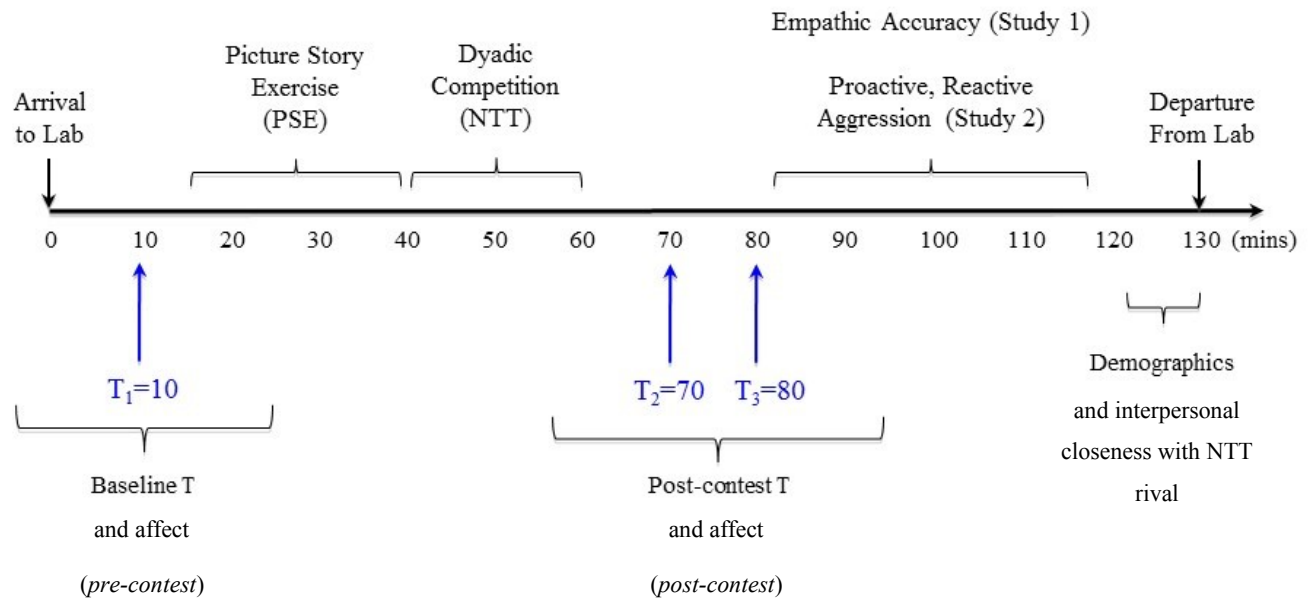 Empathic Accuracy (Study 1)
Picture Story
Exercise
(PSE)
Dyadic
Competition
(NTT)
Proactive, Reactive
Aggression (Study 2)
Arrival
to Lab
Departure
From Lab
0 10 20 30 40 50 60 70 80 90 100 110 120 130 (mins)
T₁=10
T₂=70
T₃=80
Baseline T
and affect
(pre-contest)
Post-contest T
and affect
(post-contest)
Demographics
and interpersonal
closeness with NTT
rival